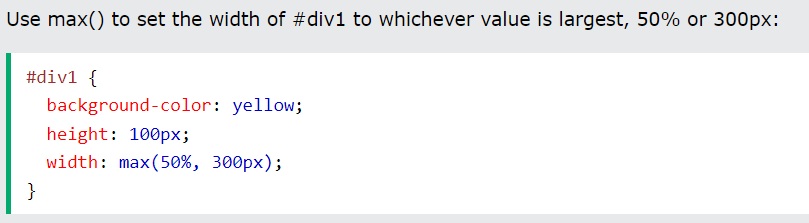 Use max() to set the width of #div1 to whichever value is largest, 50% or 300px:
#div1 {
  background-color: yellow;
  height: 100px;
  width: max(50%, 300px);
}